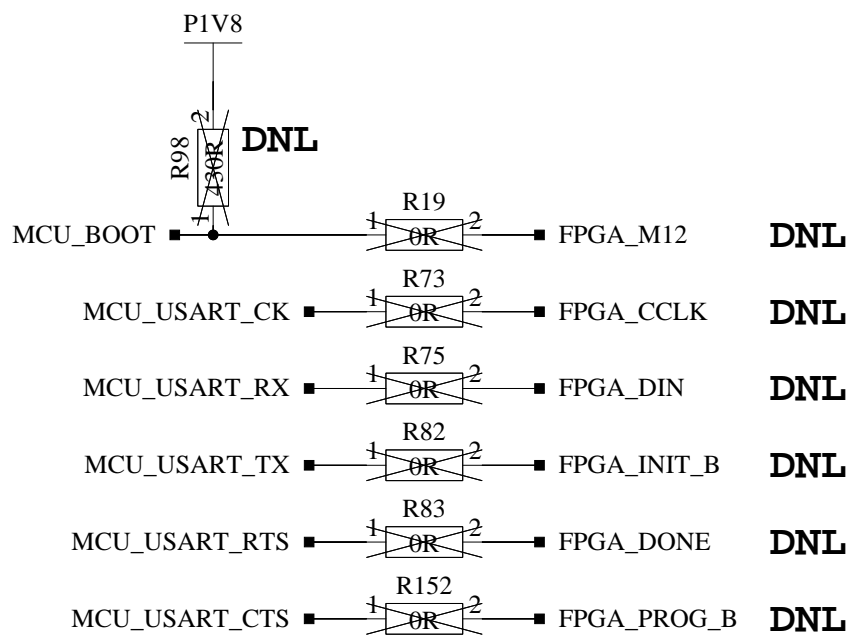 P1V8
R98 1 430R 2 DNL
R19
MCU_BOOT 1 0R 2 FPGA_M12 DNL
R73
MCU_USART_CK 1 0R 2 FPGA_CCLK DNL
R75
MCU_USART_RX 1 0R 2 FPGA_DIN DNL
R82
MCU_USART_TX 1 0R 2 FPGA_INIT_B DNL
R83
MCU_USART_RTS 1 0R 2 FPGA_DONE DNL
R152
MCU_USART_CTS 1 0R 2 FPGA_PROG_B DNL